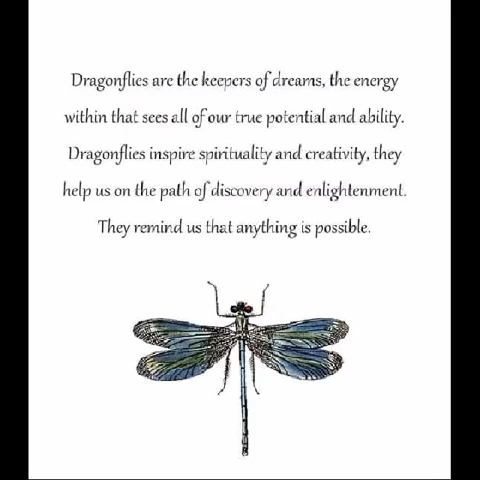 Dragonflies are the keepers of dreams, the energy
within that sees all of our true potential and ability.
Dragonflies inspire spirituality and creativity, they
help us on the path of discovery and enlightenment.
They remind us that anything is possible.